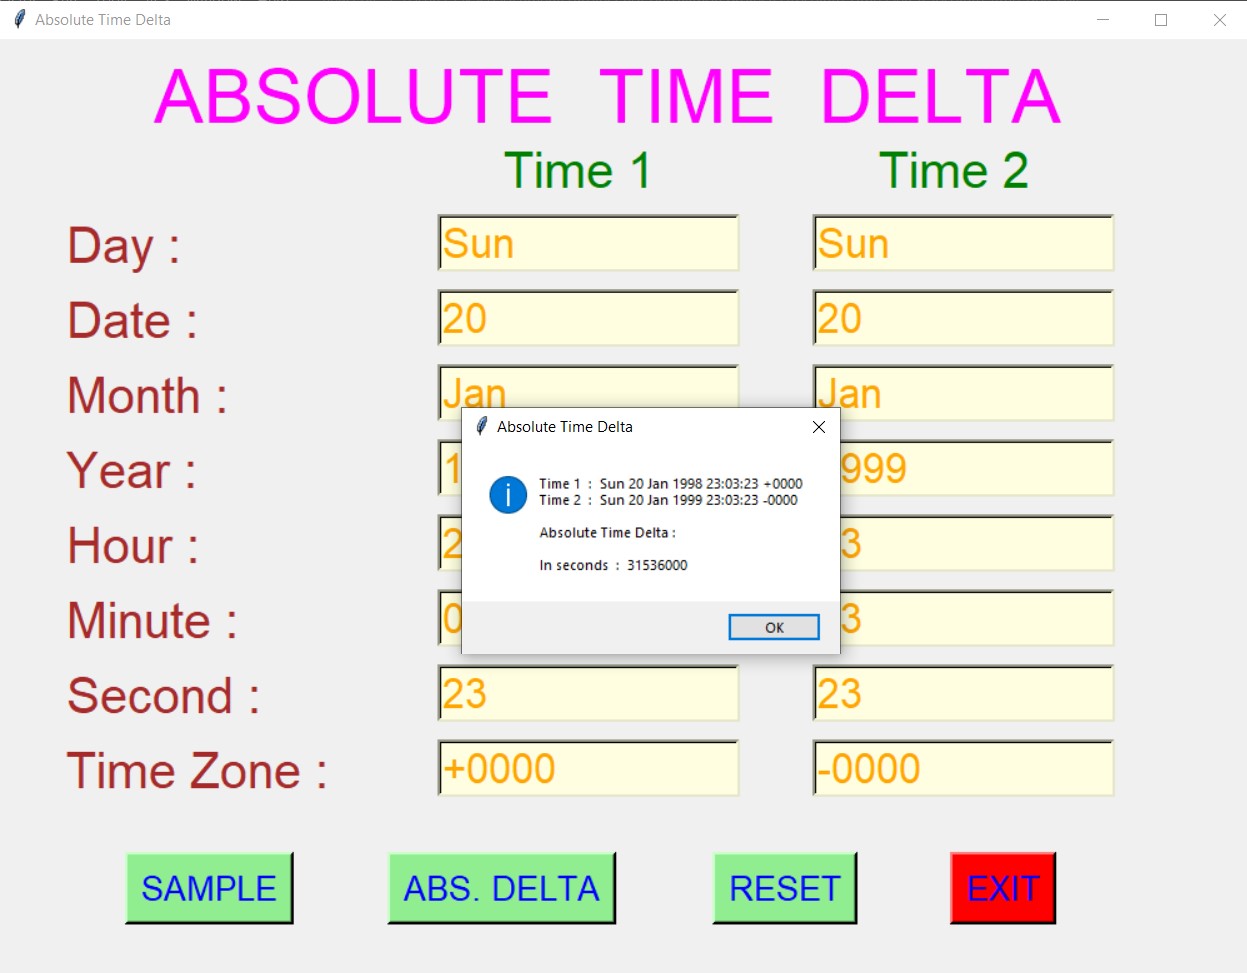 Absolute Time Delta
ABSOLUTE TIME DELTA
Time 1 Time 2
Day : Sun Sun
Date : 20 20
Month : Jan Jan
Absolute Time Delta
Year : 1 999
Time 1 : Sun 20 Jan 1998 23:03:23 +0000
Time 2 : Sun 20 Jan 1999 23:03:23 -0000
Absolute Time Delta :
Hour : 2 3
In seconds : 31536000
Minute : 0 3
OK
Second : 23 23
Time Zone : +0000 -0000
SAMPLE ABS. DELTA RESET EXIT